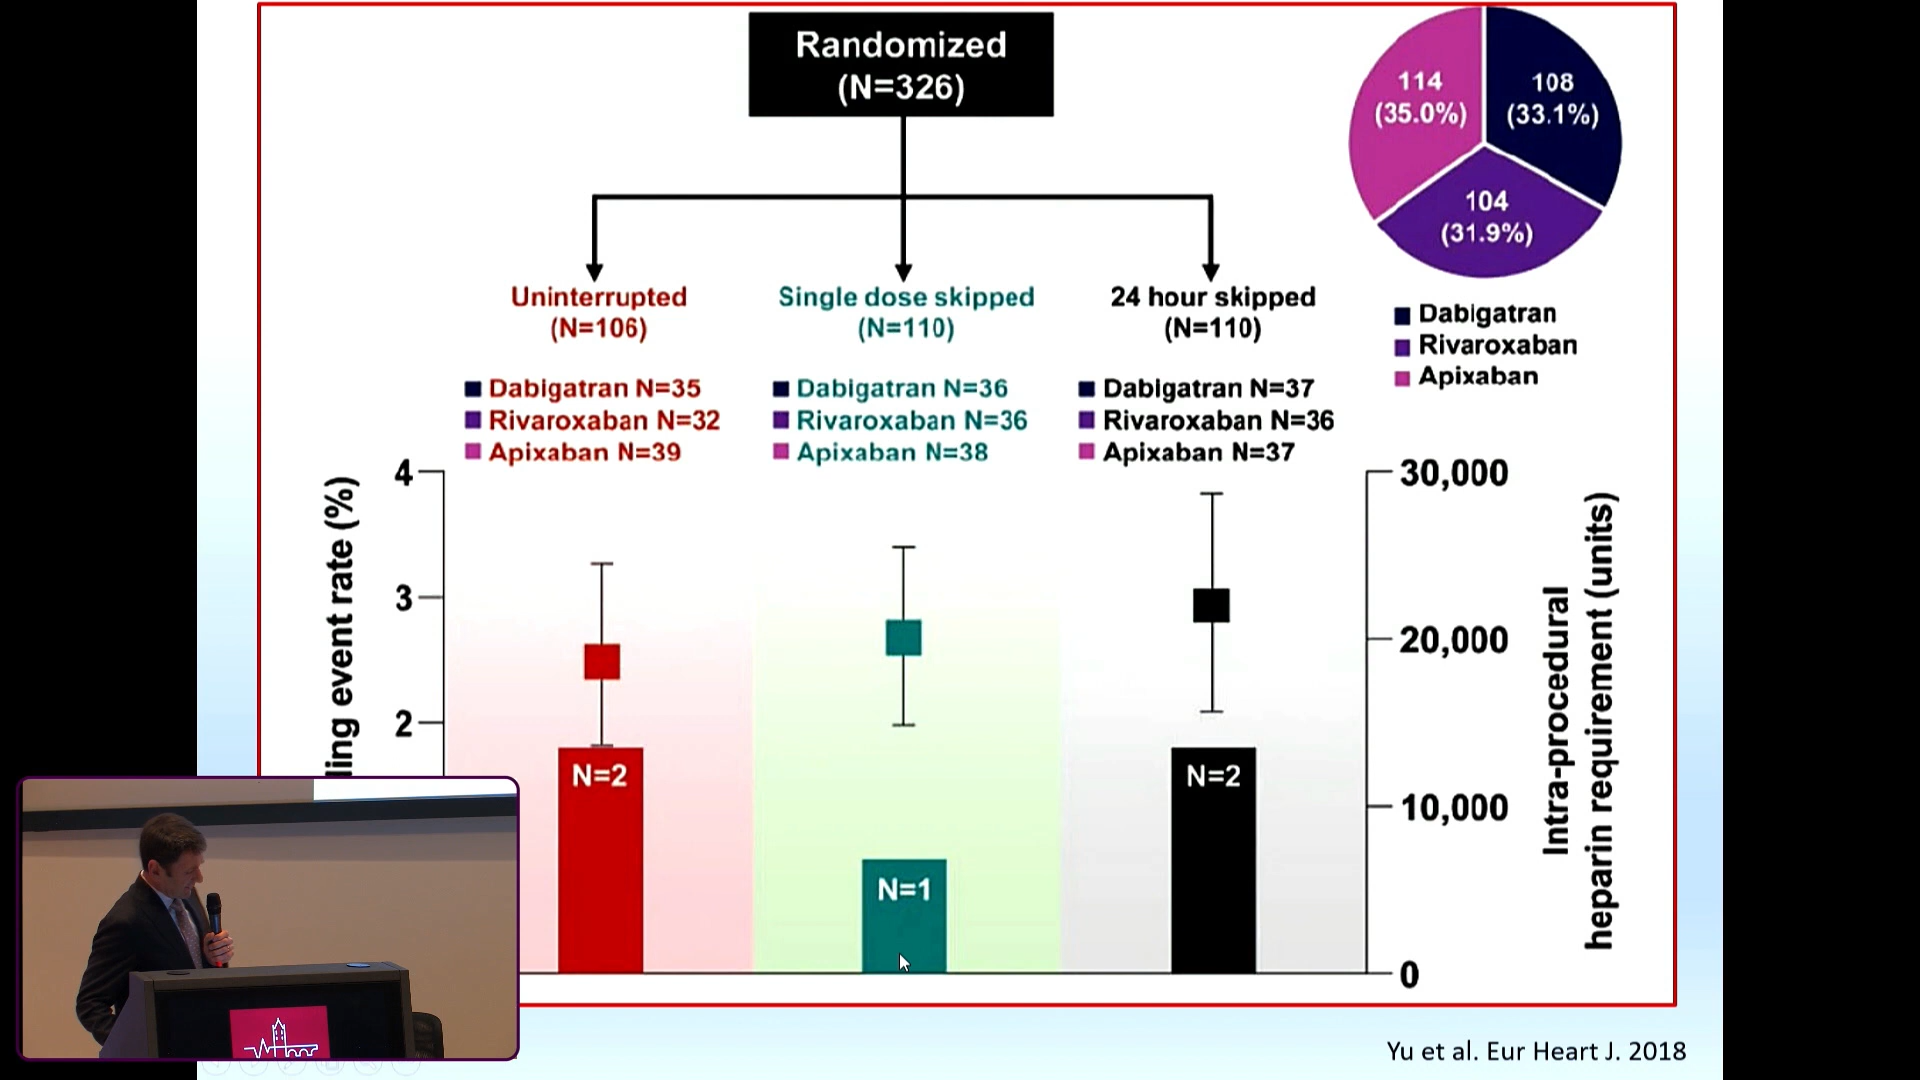 Randomized
(N=326)
114
(35.0%)
108
(33.1%)
104
(31.9%)
Dabigatran
Rivaroxaban
Apixaban
Uninterrupted
(N=106)
Dabigatran N=35
Rivaroxaban N=32
Apixaban N=39
Single dose skipped
(N=110)
Dabigatran N=36
Rivaroxaban N=36
Apixaban N=38
24 hour skipped
(N=110)
Dabigatran N=37
Rivaroxaban N=36
Apixaban N=37
event rate (%)
4
3
2
N=2
N=1
N=2
30,000
20,000
10,000
0
Intra-procedural
heparin requirement (units)
Yu et al. Eur Heart J. 2018